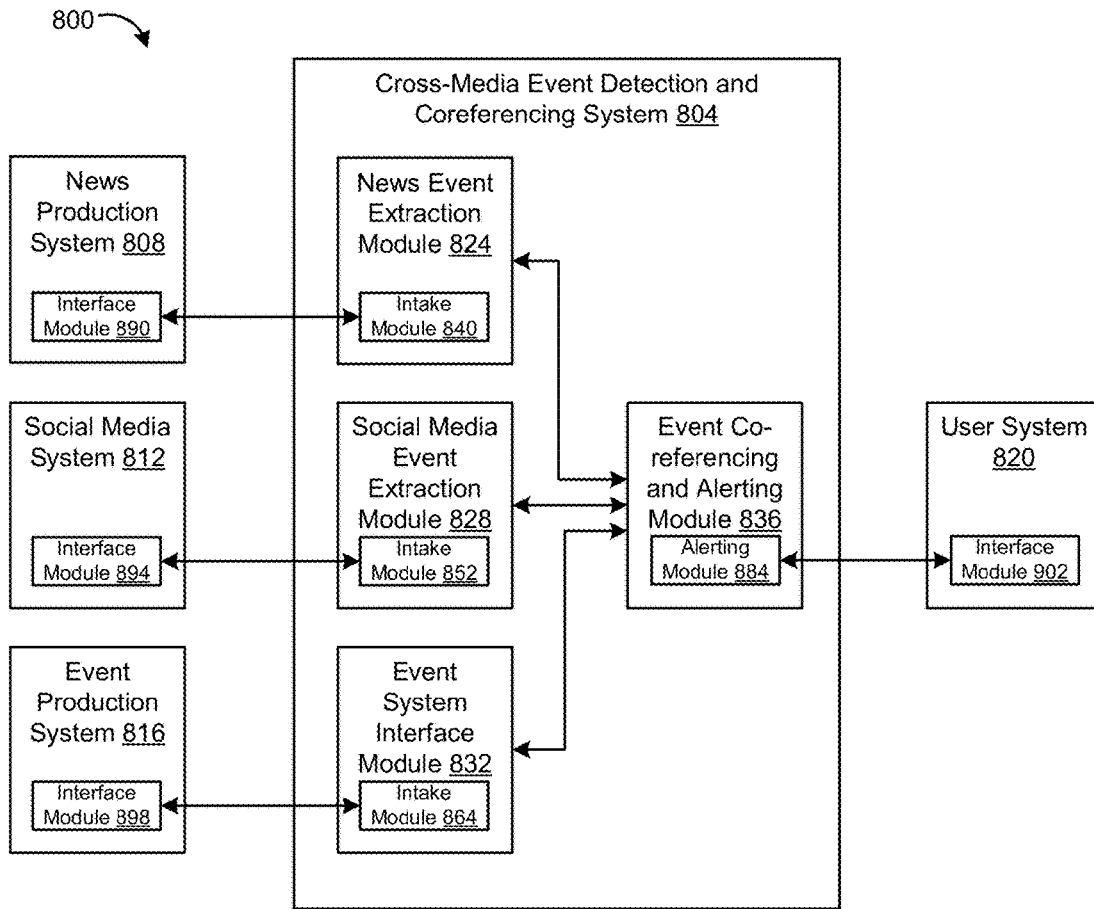 800
Cross-Media Event Detection and
Coreferencing System 804
News
Production
System 808
Interface
Module 890
News Event
Extraction
Module 824
Intake
Module 840
Social Media
System 812
Interface
Module 894
Social Media
Event
Extraction
Module 828
Intake
Module 852
Event Co-
referencing
and Alerting
Module 836
Alerting
Module 884
User System
820
Interface
Module 902
Event
Production
System 816
Interface
Module 898
Event
System
Interface
Module 832
Intake
Module 864